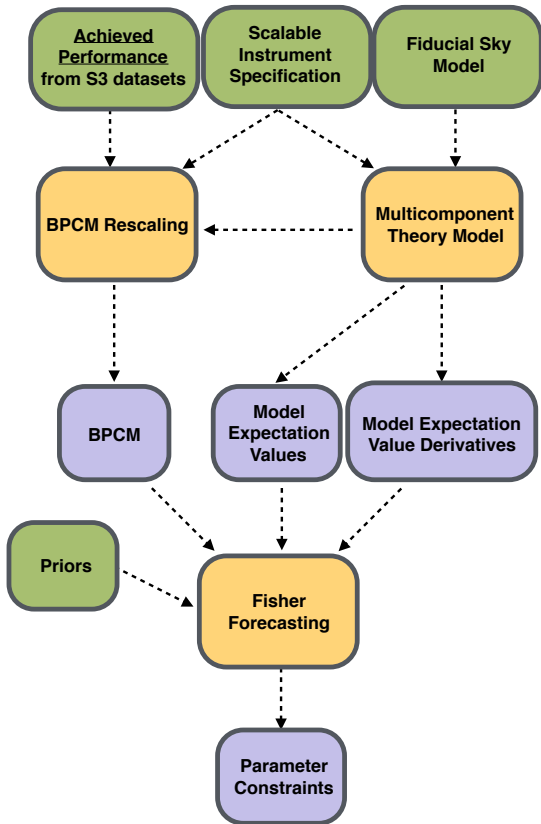 Achieved
Performance
from S3 datasets
Scalable
Instrument
Specification
Fiducial Sky
Model
BPCM Rescaling
Multicomponent
Theory Model
BPCM
Model
Expectation
Values
Model Expectation
Value Derivatives
Priors
Fisher
Forecasting
Parameter
Constraints